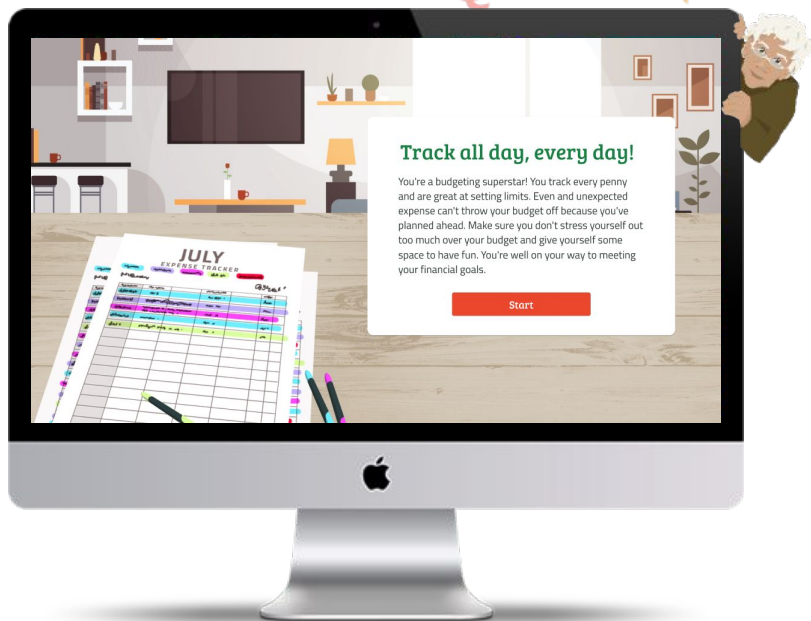 Track all day, every day!
You're a budgeting superstar! You track every penny
and are great at setting limits. Even and unexpected
expense can't throw your budget off because you've
planned ahead. Make sure you don't stress yourself out
too much over your budget and give yourself some
space to have fun. You're well on your way to meeting
your financial goals.
Start
JULY
EXPENSE TRACKER